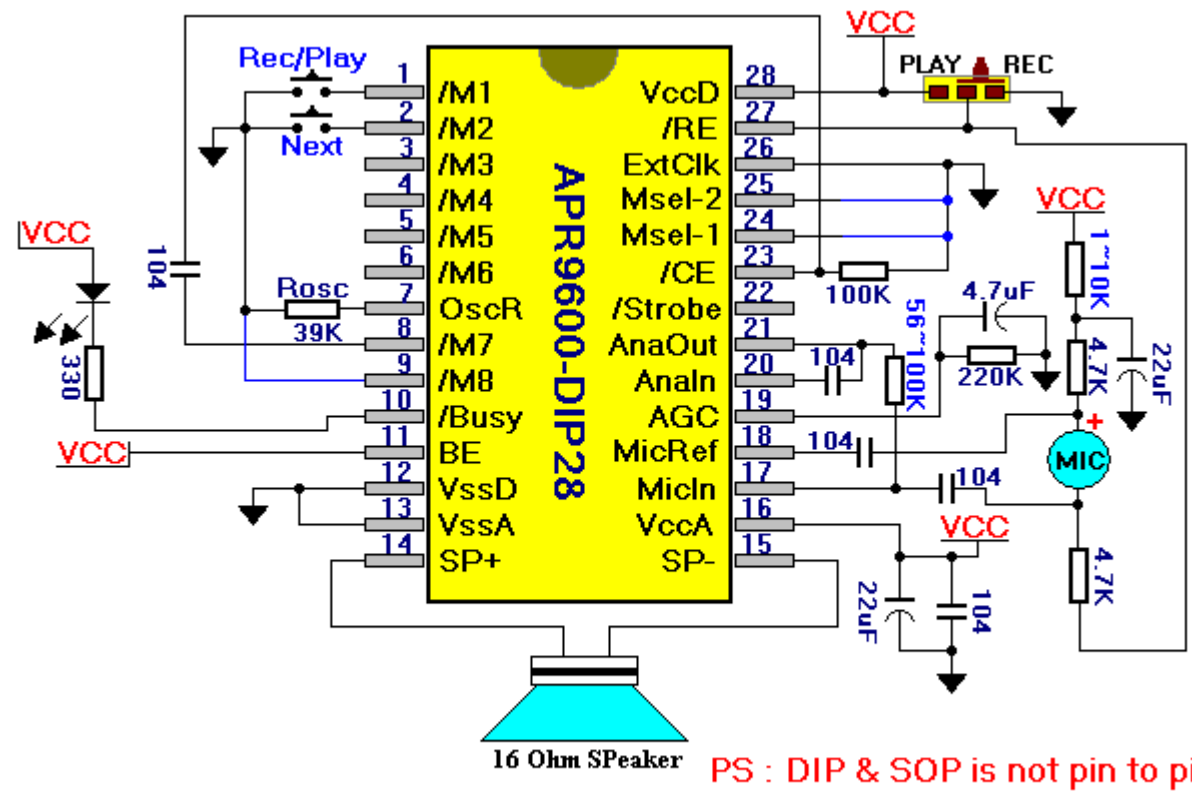 VCC
PLAY REC
Rec/Play
Next
APR9600-DIP28
1 /M1
2 /M2
3 /M3
4 /M4
5 /M5
6 /M6
7 OscR
8 /M7
9 /M8
10 /Busy
11 BE
12 VssD
13 VssA
14 SP+
VccD 28
/RE 27
ExtClk 26
Msel-2 25
Msel-1 24
/CE 23
/Strobe 22
AnaOut 21
AnaIn 20
AGC 19
MicRef 18
MicIn 17
VccA 16
SP- 15
VCC
104
Rosc
39K
330
VCC
100K
4.7uF
220K
56~100K
104
104
104
VCC
1~10K
4.7K
22uF
+
MIC
4.7K
VCC
22uF
104
16 Ohm SPeaker
PS : DIP & SOP is not pin to pi